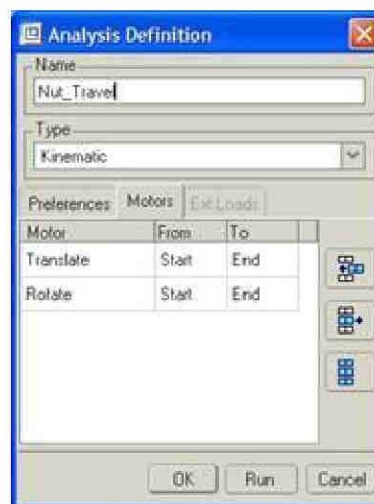 Analysis Definition
Name
Nut_Travel
Type
Kinematic
Preferences Motors Ext Loads
Motor From To
Translate Start End
Rotate Start End
OK Run Cancel